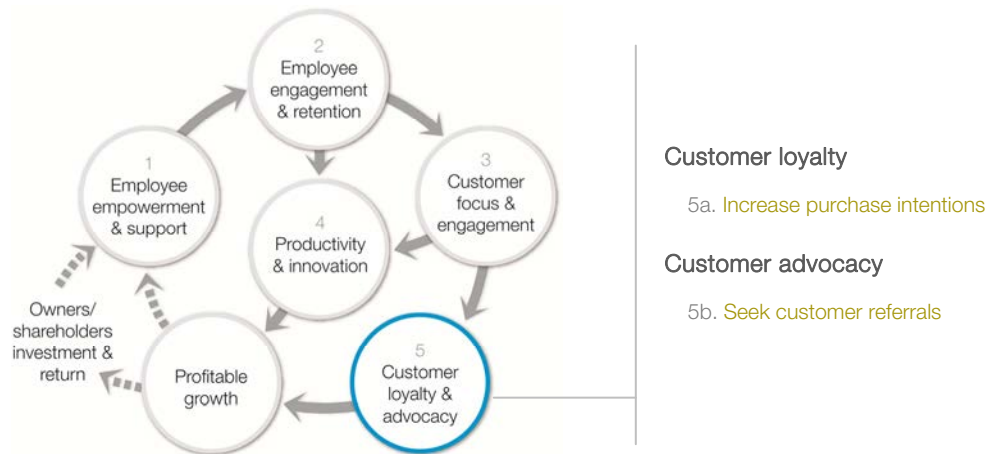 2
Employee
engagement
& retention
1
Employee
empowerment
& support
3
Customer
focus &
engagement
4
Productivity
& innovation
Owners/
shareholders
investment &
return
Profitable
growth
5
Customer
loyalty &
advocacy
Customer loyalty
5a. Increase purchase intentions
Customer advocacy
5b. Seek customer referrals